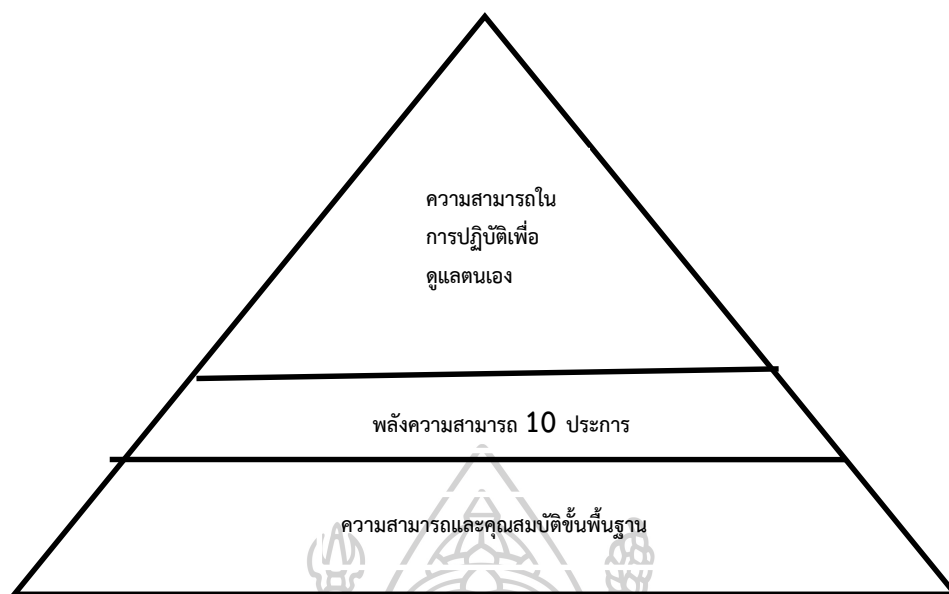 ความสามารถใน
การปฏิบัติเพื่อ
ดูแลตนเอง
พลังความสามารถ 10 ประการ
ความสามารถและคุณสมบัติขั้นพื้นฐาน